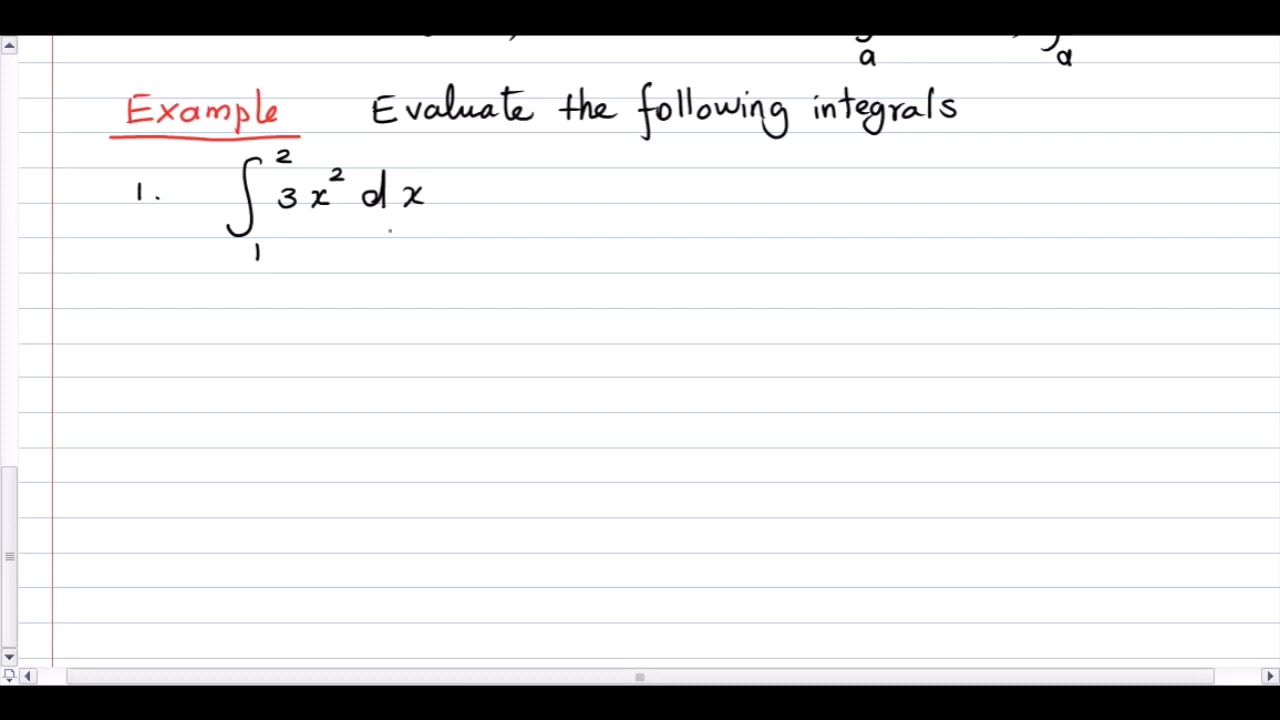 a a
Example Evaluate the following integrals
1. ∫₁² 3x² dx